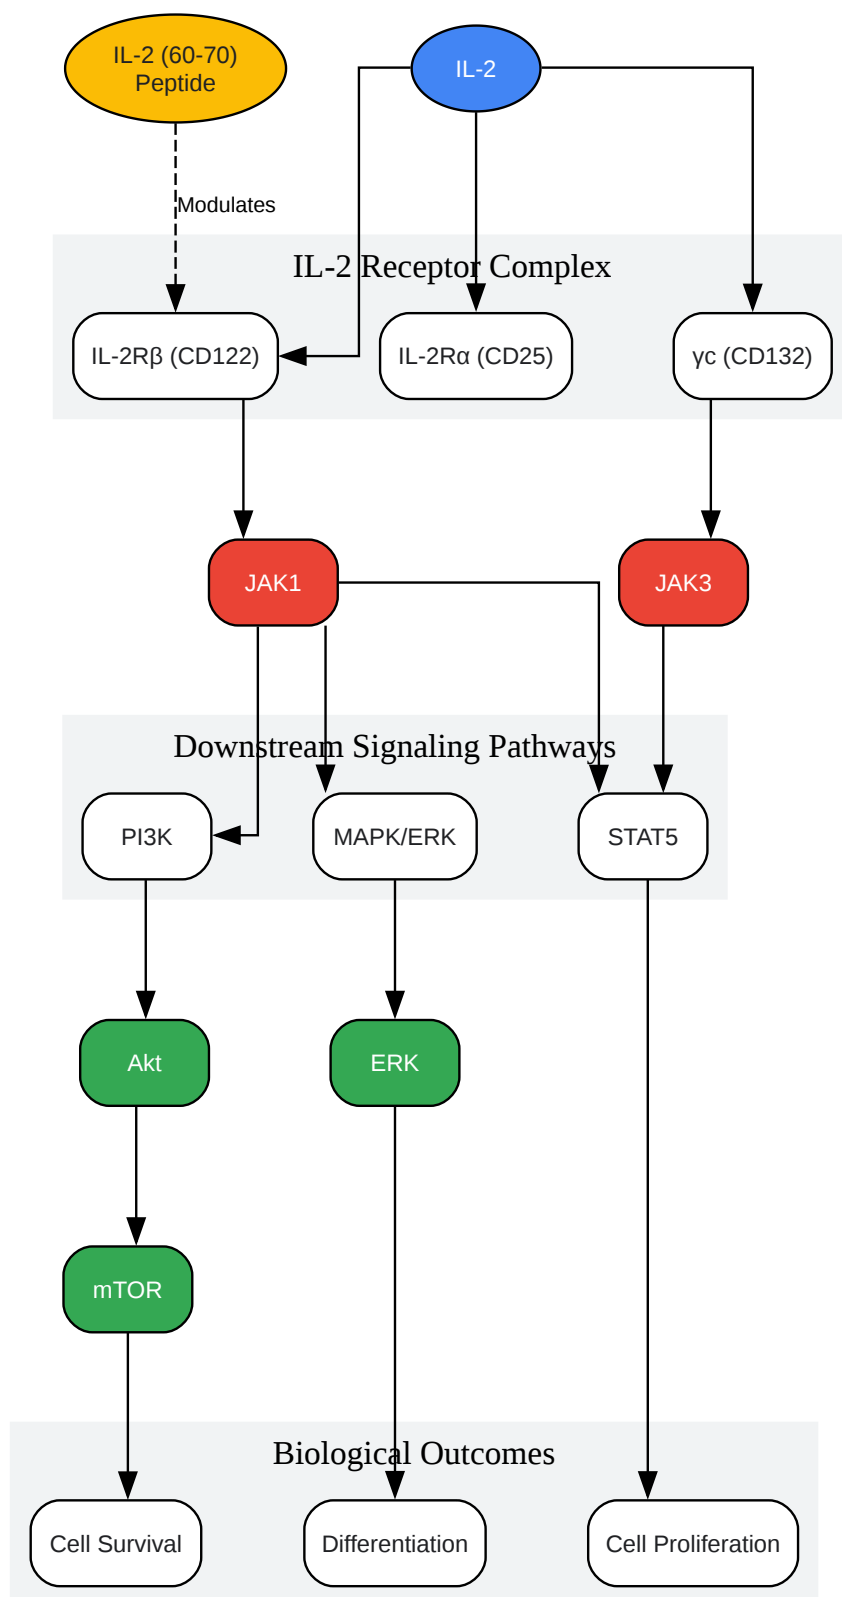 IL-2 (60-70)
Peptide
IL-2
Modulates
IL-2 Receptor Complex
IL-2Rβ (CD122)
IL-2Rα (CD25)
γc (CD132)
JAK1
JAK3
Downstream Signaling Pathways
PI3K
MAPK/ERK
STAT5
Akt
ERK
mTOR
Biological Outcomes
Cell Survival
Differentiation
Cell Proliferation